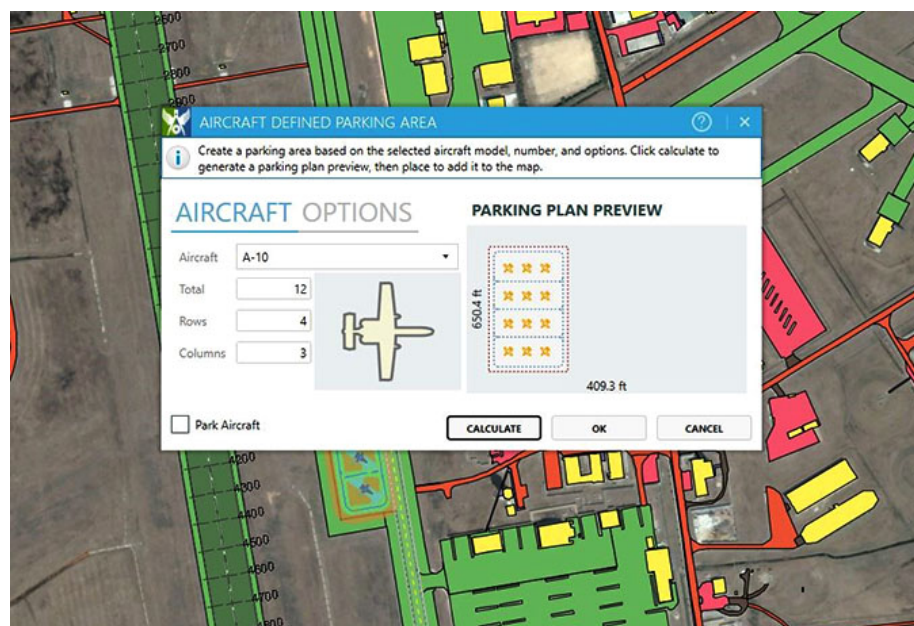 2600
2700
2800
2900
AIRCRAFT DEFINED PARKING AREA
Create a parking area based on the selected aircraft model, number, and options. Click calculate to
generate a parking plan preview, then place to add it to the map.
AIRCRAFT OPTIONS
PARKING PLAN PREVIEW
Aircraft A-10
Total 12
Rows 4
Columns 3
650.4 ft
409.3 ft
Park Aircraft
CALCULATE OK CANCEL
4200
4300
4400
4500
4600
4700
4800